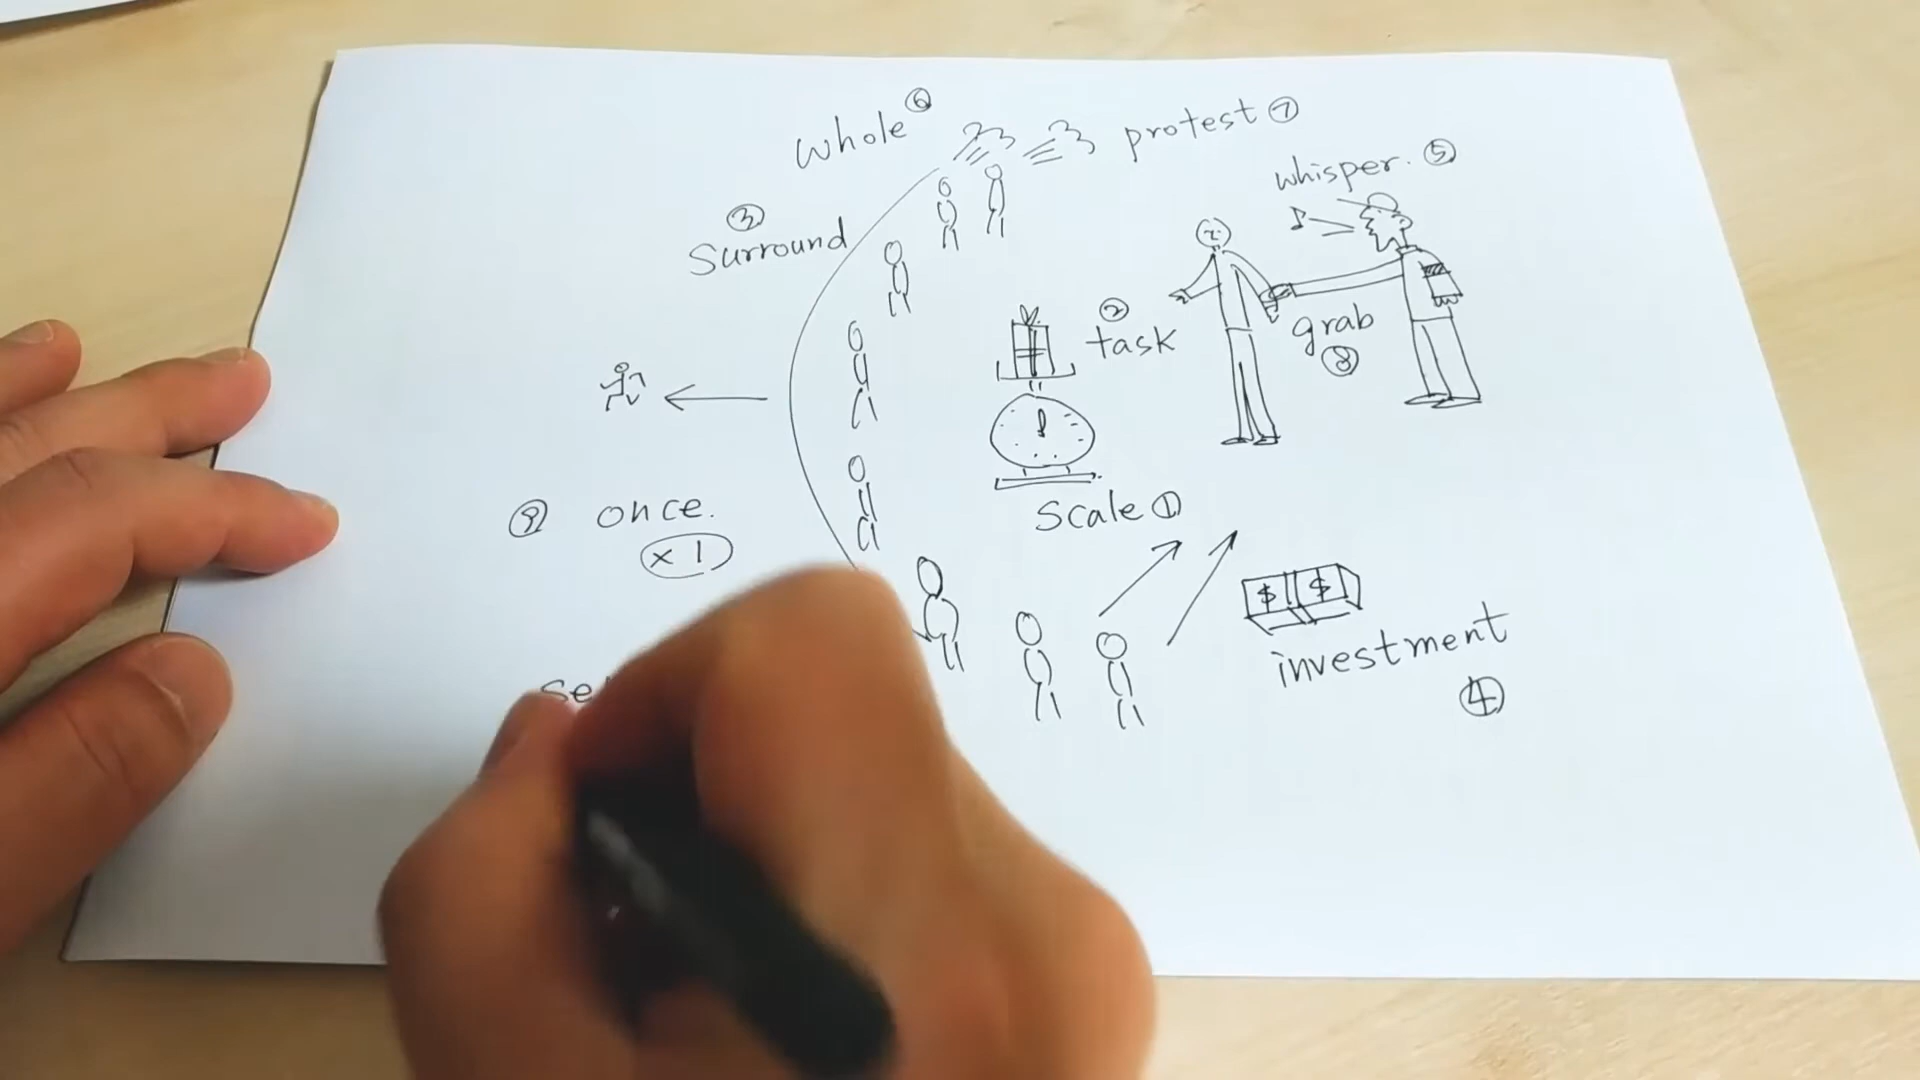 whole ⑥
protest ⑦
whisper. ⑤
③
surround
②
task
grab
⑧
scale ①
⑨ once.
x 1
$ $
investment
④